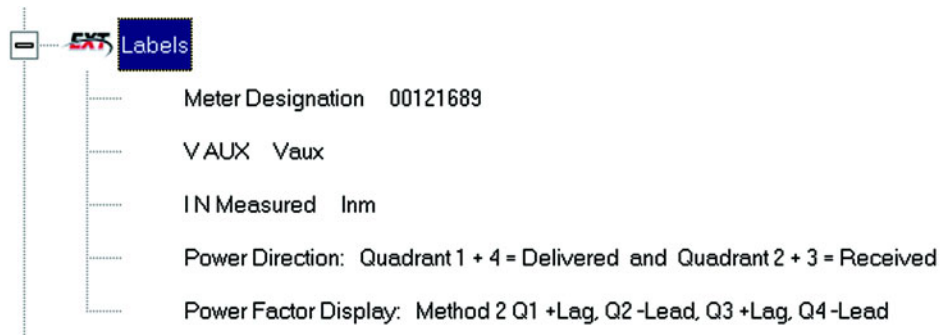 EXT Labels
Meter Designation 00121689
V AUX Vaux
I N Measured Inm
Power Direction: Quadrant 1 + 4 = Delivered and Quadrant 2 + 3 = Received
Power Factor Display: Method 2 Q1 +Lag, Q2 -Lead, Q3 +Lag, Q4 -Lead